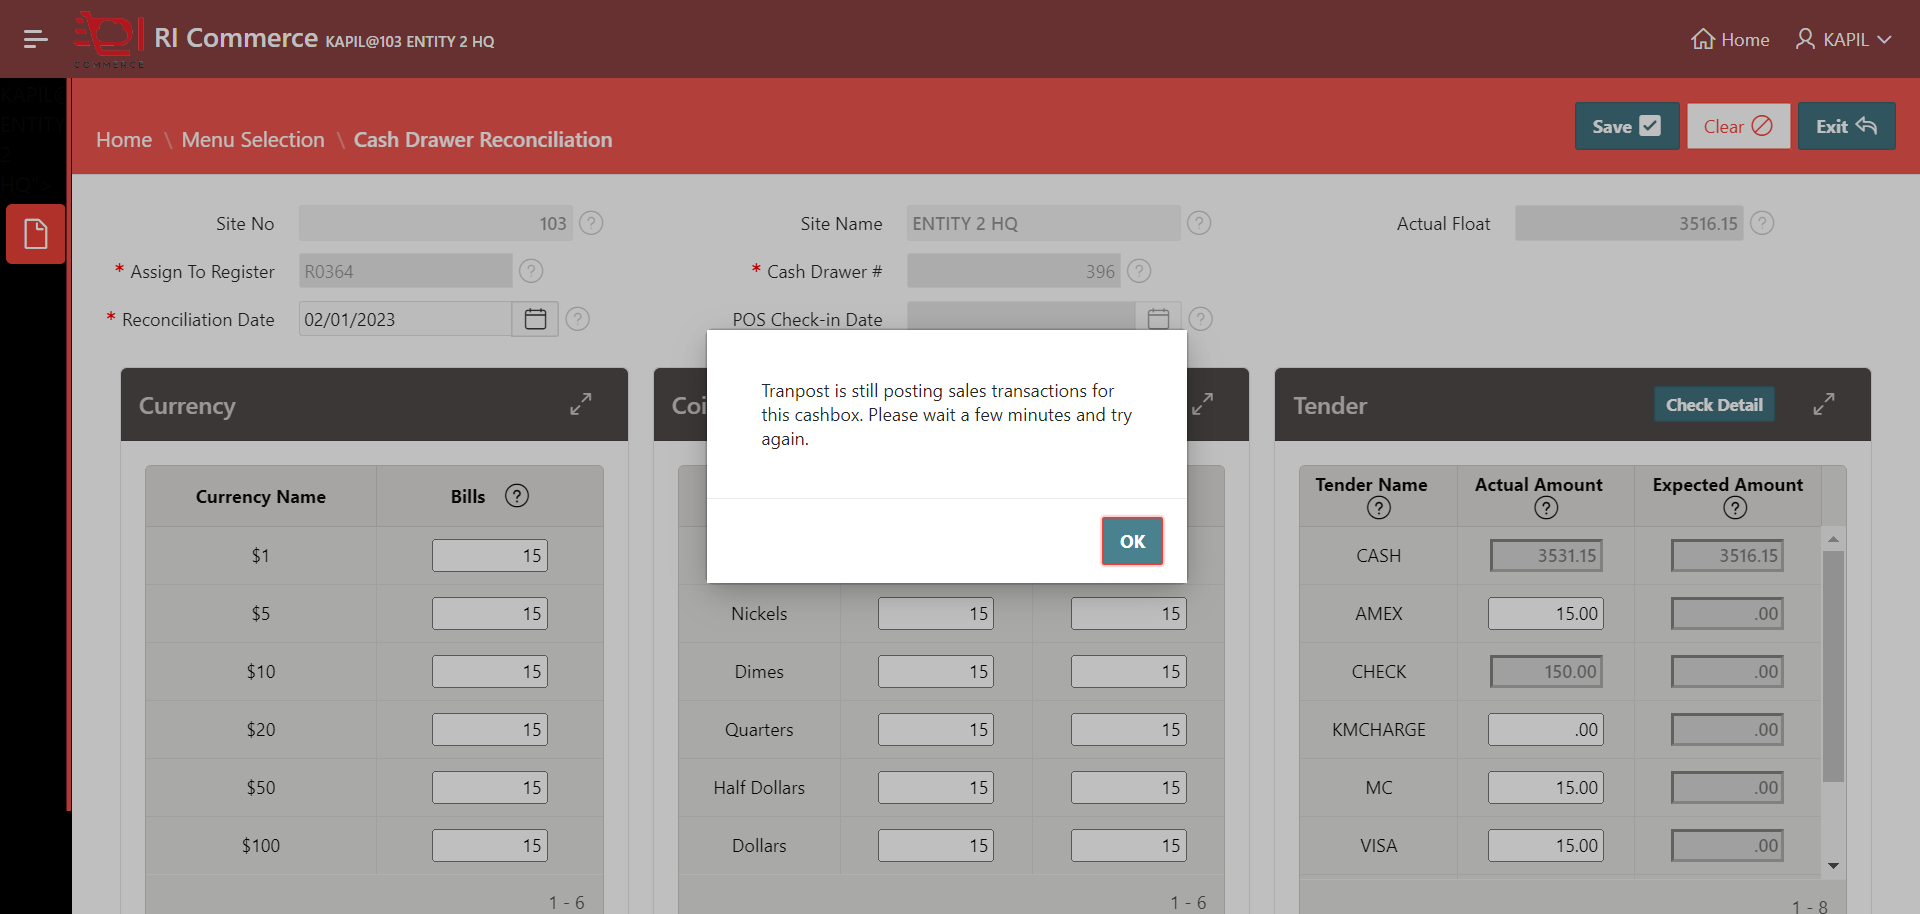 COMMERCE
RI Commerce KAPIL@103 ENTITY 2 HQ
Home
KAPIL
KAPIL@
ENTITY
2
HQ">
Home \ Menu Selection \ Cash Drawer Reconciliation
Save
Clear
Exit
Site No 103 ?
Site Name ENTITY 2 HQ ?
Actual Float 3516.15 ?
* Assign To Register R0364 ?
* Cash Drawer # 396 ?
* Reconciliation Date 02/01/2023 ?
POS Check-in Date ?
Tranpost is still posting sales transactions for
this cashbox. Please wait a few minutes and try
again.
OK
Currency
Currency Name Bills ?
$1 15
$5 15
$10 15
$20 15
$50 15
$100 15
1 - 6
Coi
Nickels 15 15
Dimes 15 15
Quarters 15 15
Half Dollars 15 15
Dollars 15 15
1 - 6
Tender Check Detail
Tender Name ? Actual Amount ? Expected Amount ?
CASH 3531.15 3516.15
AMEX 15.00 .00
CHECK 150.00 .00
KMCHARGE .00 .00
MC 15.00 .00
VISA 15.00 .00
1 - 8